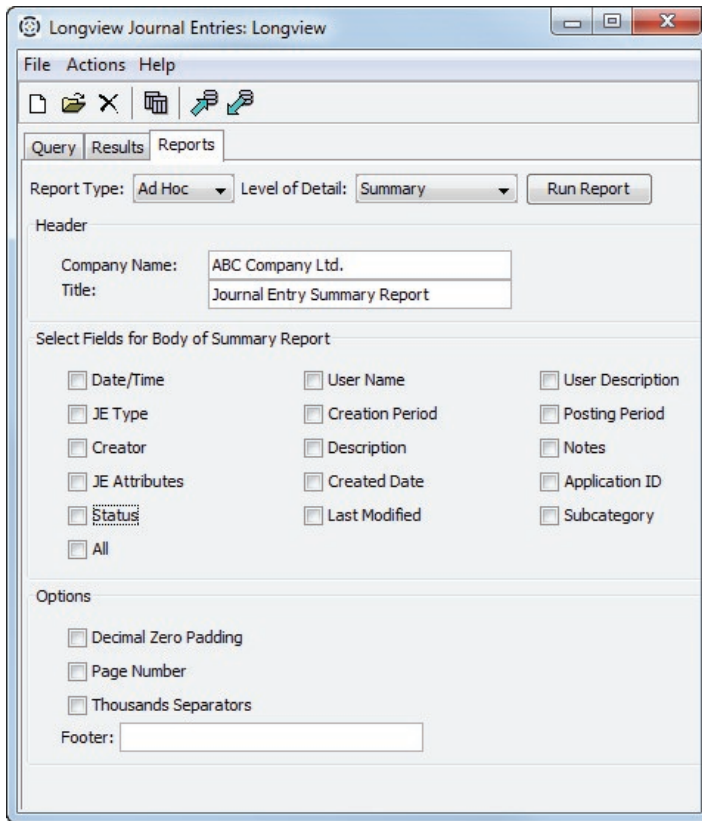 Longview Journal Entries: Longview
File Actions Help
Query Results Reports
Report Type: Ad Hoc Level of Detail: Summary Run Report
Header
Company Name: ABC Company Ltd.
Title: Journal Entry Summary Report
Select Fields for Body of Summary Report
Date/Time User Name User Description
JE Type Creation Period Posting Period
Creator Description Notes
JE Attributes Created Date Application ID
Status Last Modified Subcategory
All
Options
Decimal Zero Padding
Page Number
Thousands Separators
Footer: